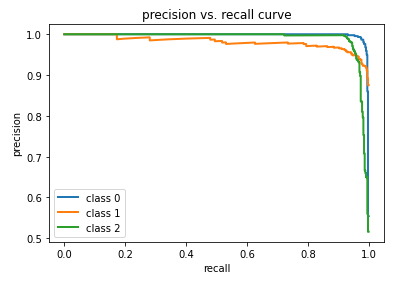 precision vs. recall curve
1.0
0.9
0.8
0.7
0.6
0.5
precision
class 0
class 1
class 2
0.0 0.2 0.4 0.6 0.8 1.0
recall